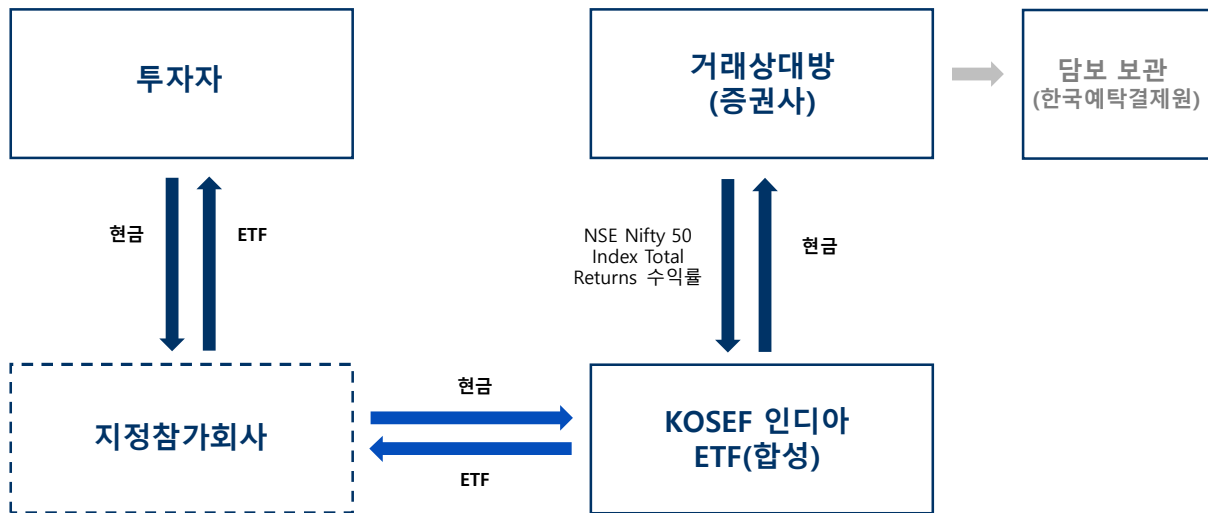 투자자
거래상대방
(증권사)
담보 보관
(한국예탁결제원)
현금
ETF
NSE Nifty 50
Index Total
Returns 수익률
현금
지정참가회사
현금
ETF
KOSEF 인디아
ETF(합성)